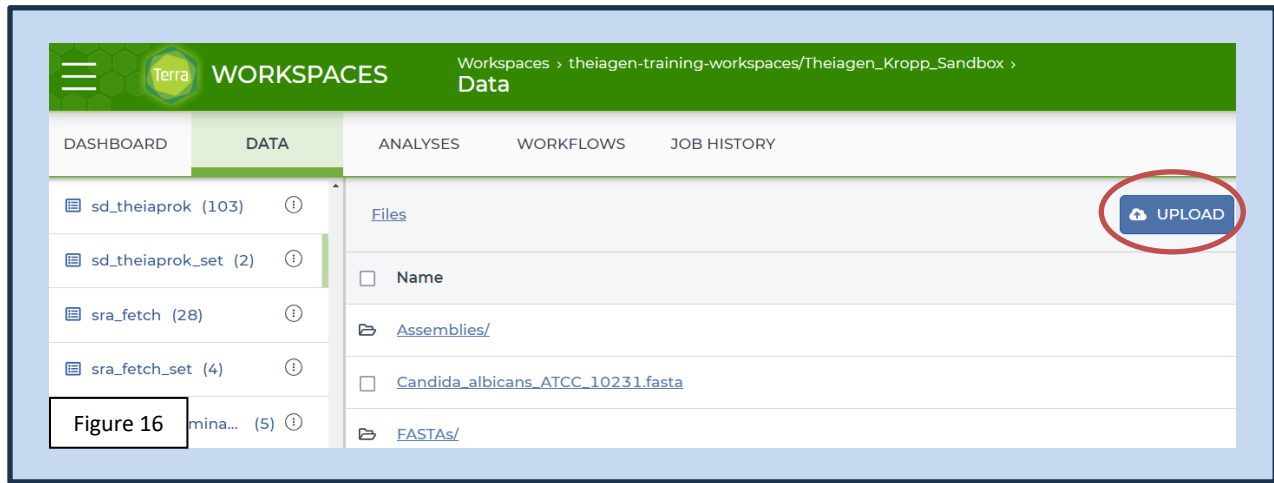 Terra
WORKSPACES
Workspaces › theiagen-training-workspaces/Theiagen_Kropp_Sandbox ›
Data
DASHBOARD DATA ANALYSES WORKFLOWS JOB HISTORY
sd_theiaprok (103)
Files
UPLOAD
sd_theiaprok_set (2)
Name
sra_fetch (28)
Assemblies/
sra_fetch_set (4)
Candida_albicans_ATCC_10231.fasta
Figure 16
mina... (5)
FASTAs/